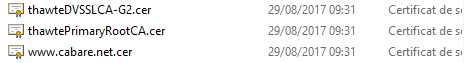 thawteDVSSLCA-G2.cer 29/08/2017 09:31 Certificat de s
thawtePrimaryRootCA.cer 29/08/2017 09:31 Certificat de s
www.cabare.net.cer 29/08/2017 09:31 Certificat de s